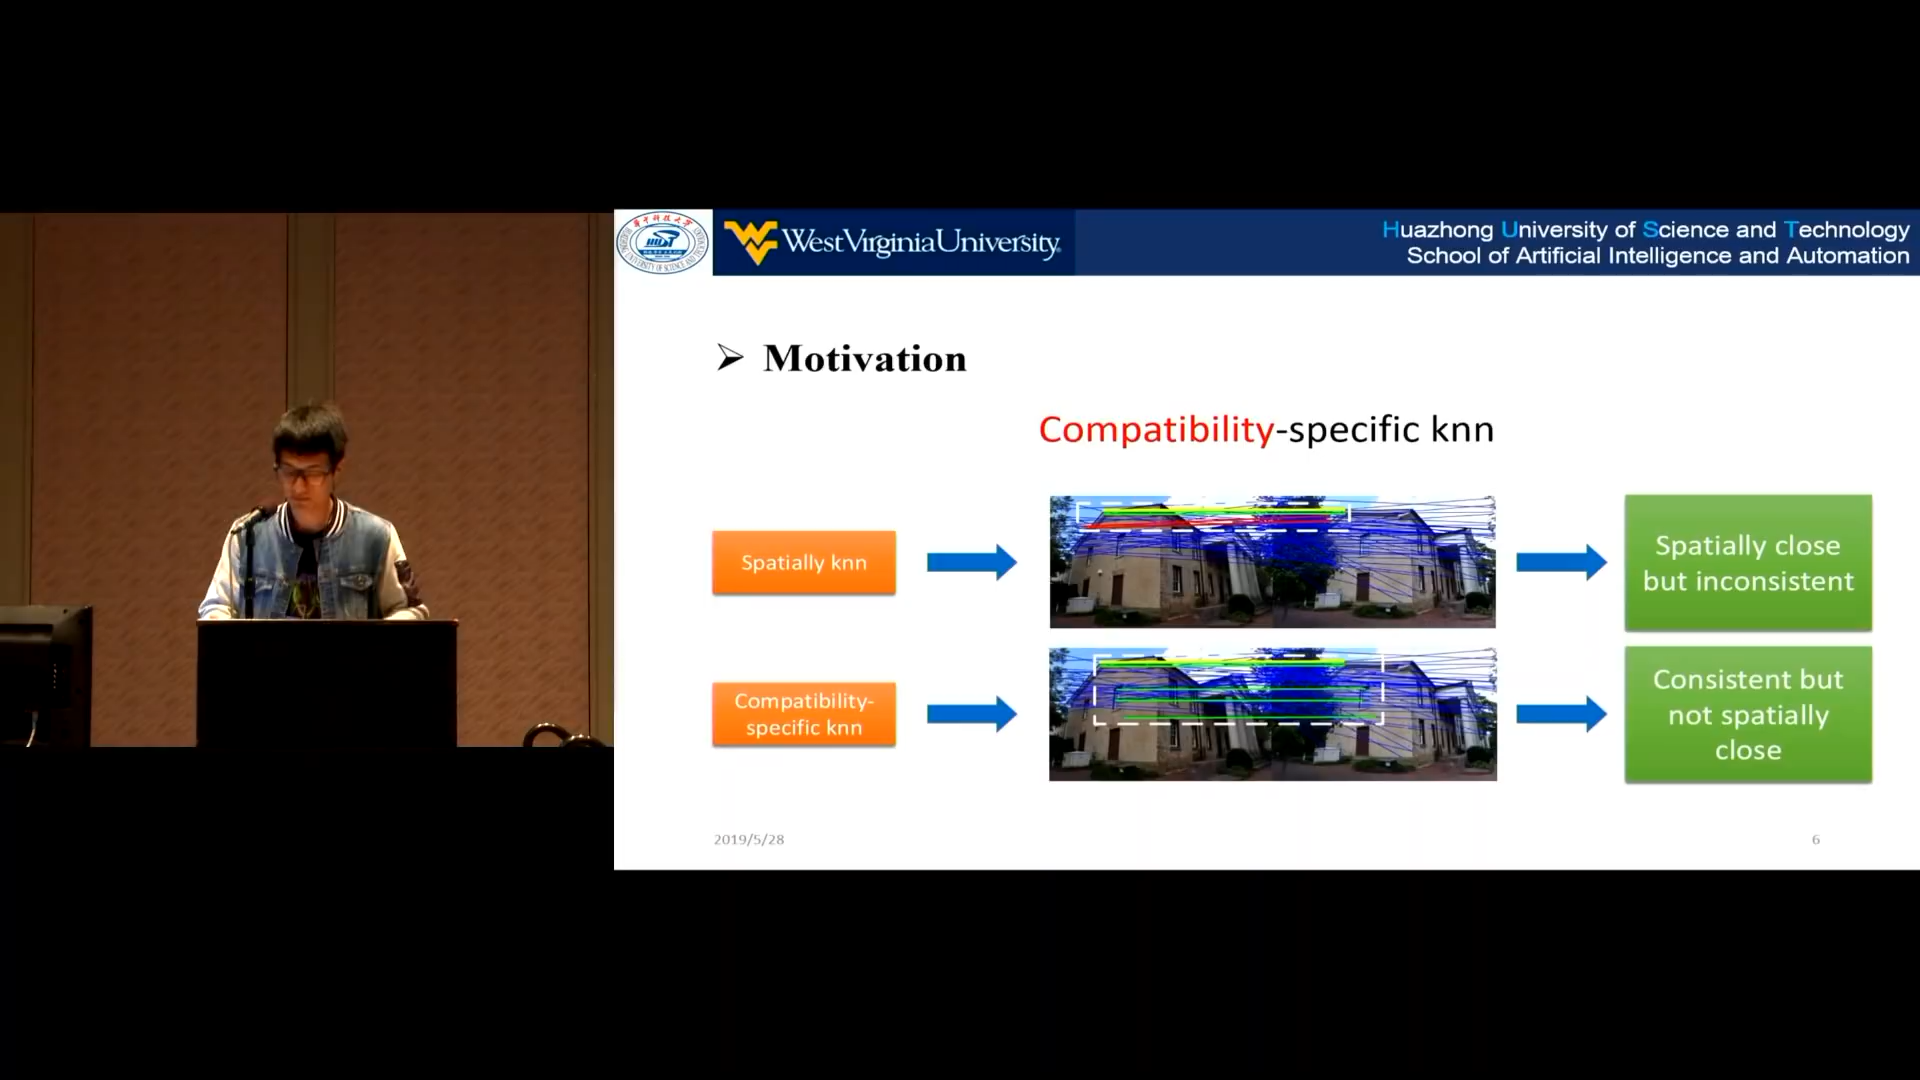 West Virginia University
Huazhong University of Science and Technology
School of Artificial Intelligence and Automation
➢ Motivation
Compatibility-specific knn
Spatially knn
Spatially close
but inconsistent
Compatibility-
specific knn
Consistent but
not spatially
close
2019/5/28
6